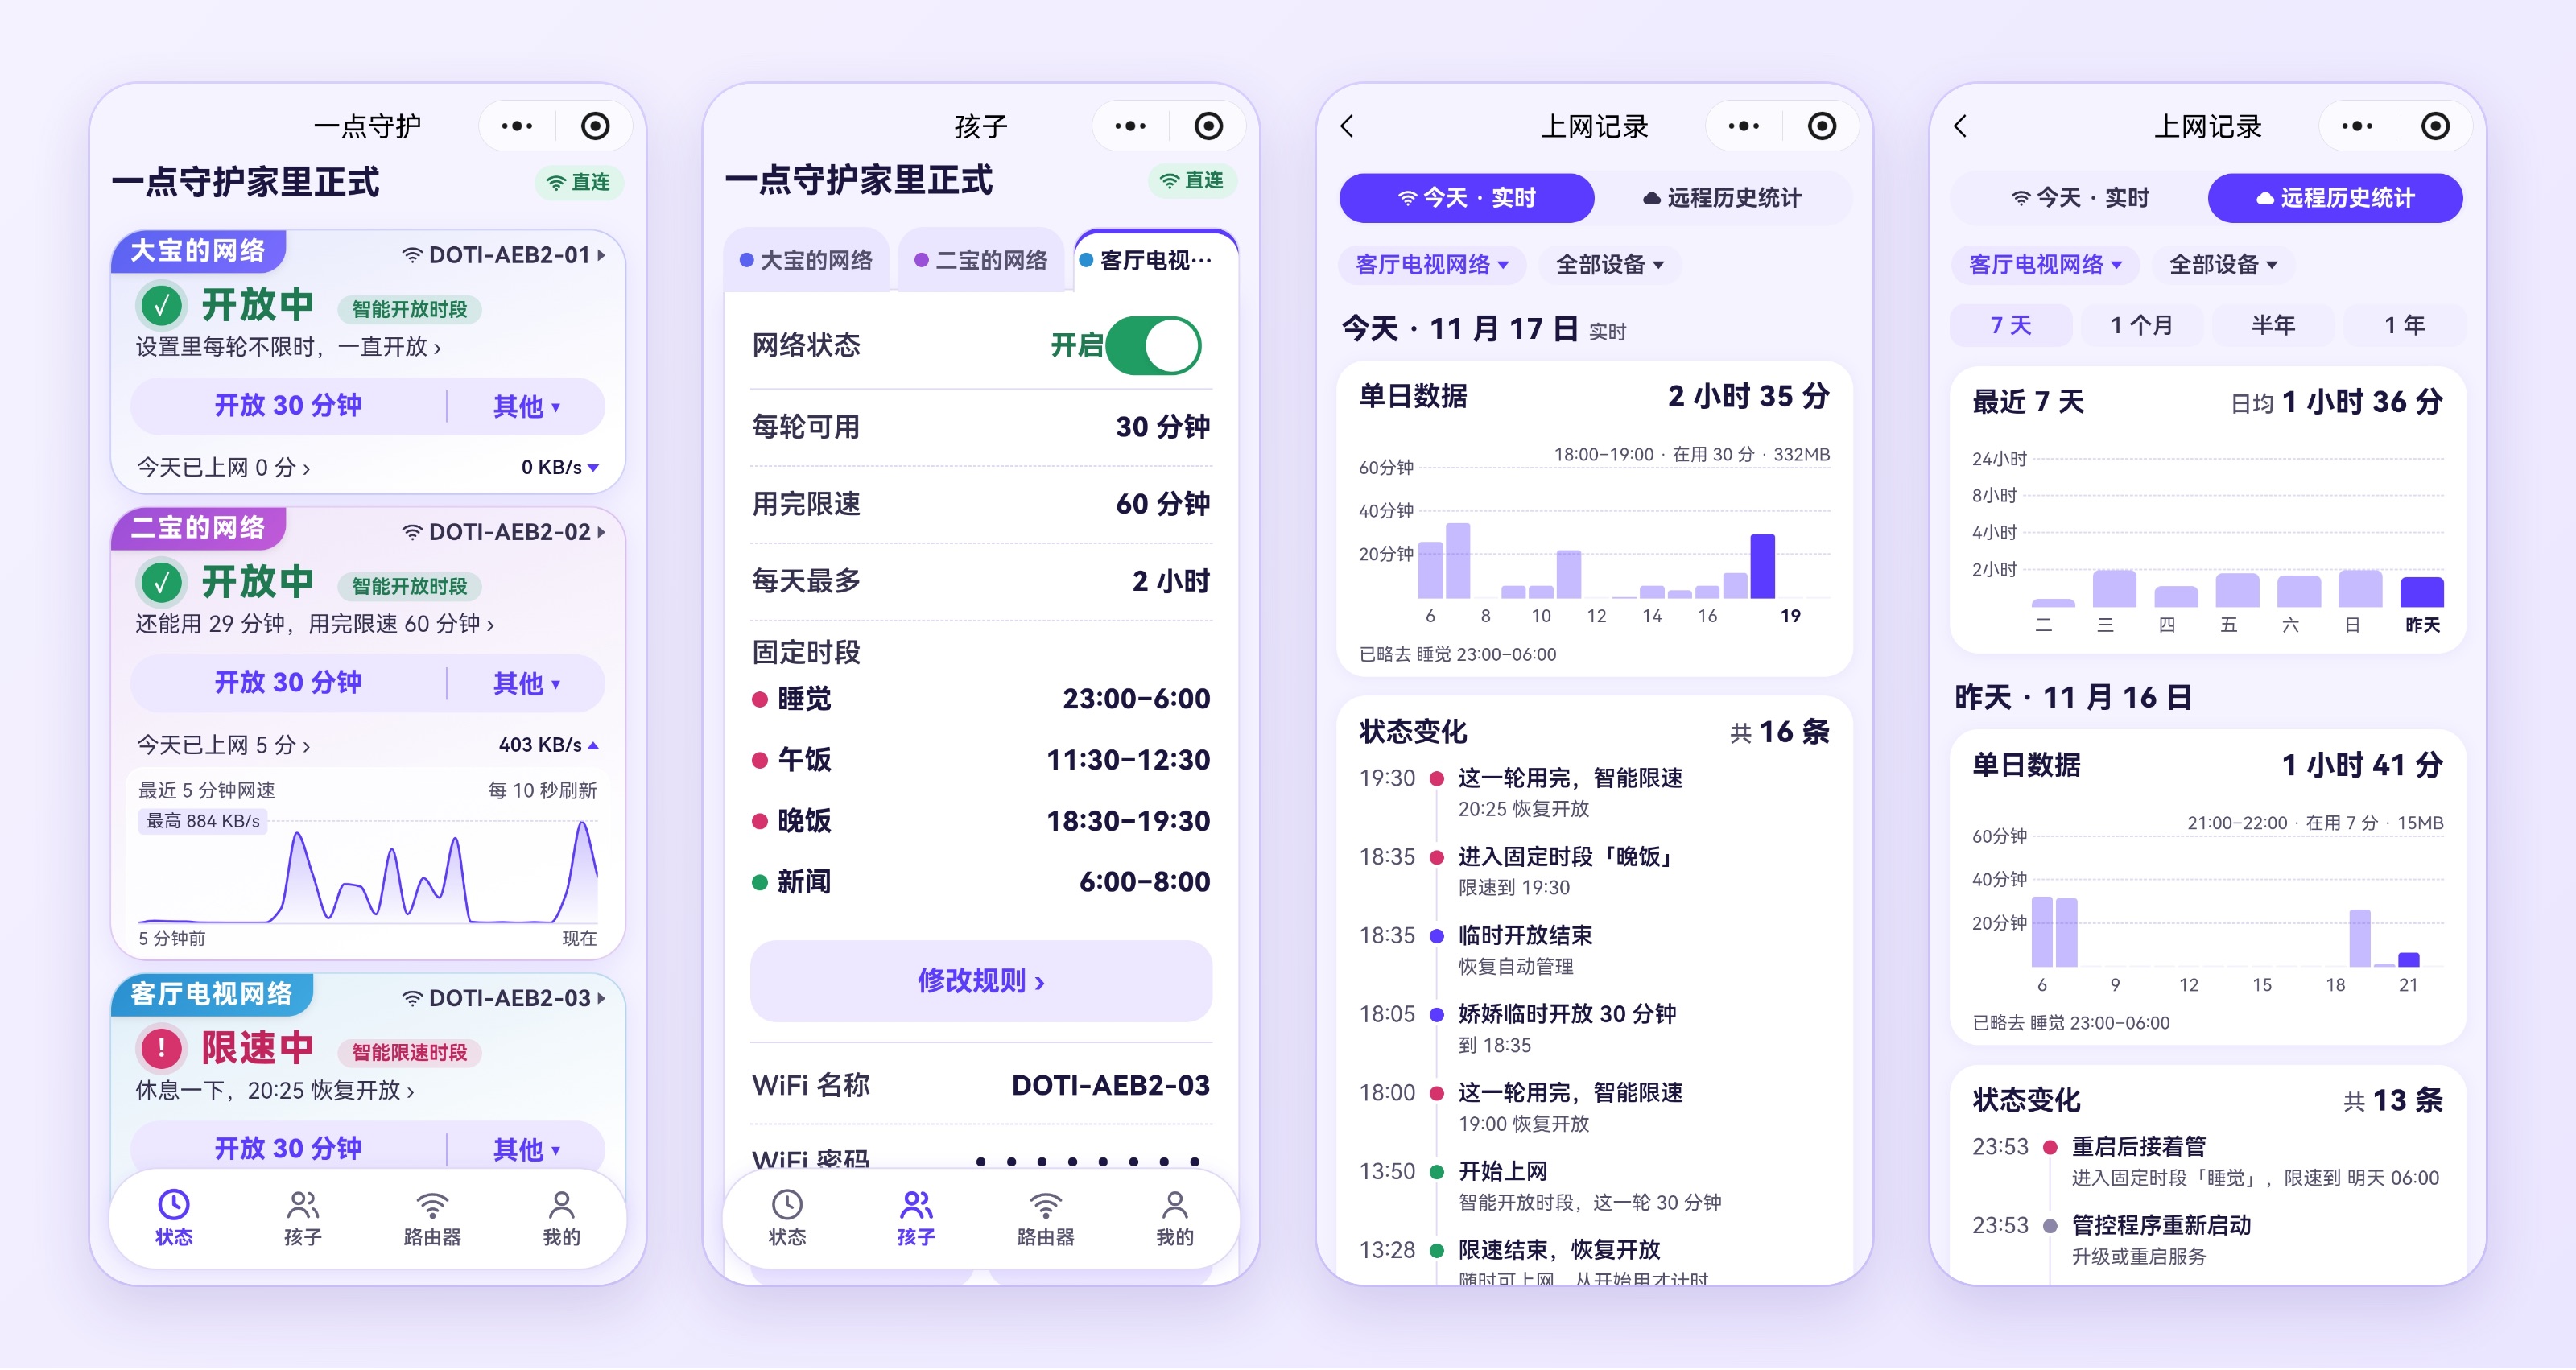 一点守护
一点守护家里正式
直连
大宝的网络
DOTI-AEB2-01
开放中
智能开放时段
设置里每轮不限时，一直开放 ›
开放 30 分钟
其他
今天已上网 0 分 ›
0 KB/s
二宝的网络
DOTI-AEB2-02
开放中
智能开放时段
还能用 29 分钟，用完限速 60 分钟 ›
开放 30 分钟
其他
今天已上网 5 分 ›
403 KB/s
最近 5 分钟网速
每 10 秒刷新
最高 884 KB/s
5 分钟前
现在
客厅电视网络
DOTI-AEB2-03
限速中
智能限速时段
休息一下，20:25 恢复开放 ›
开放 30 分钟
其他
状态
孩子
路由器
我的
孩子
一点守护家里正式
直连
大宝的网络
二宝的网络
客厅电视…
网络状态
开启
每轮可用
30 分钟
用完限速
60 分钟
每天最多
2 小时
固定时段
睡觉
23:00-6:00
午饭
11:30-12:30
晚饭
18:30-19:30
新闻
6:00-8:00
修改规则 ›
WiFi 名称
DOTI-AEB2-03
WiFi 密码
状态
孩子
路由器
我的
上网记录
今天 · 实时
远程历史统计
客厅电视网络
全部设备
今天 · 11 月 17 日 实时
单日数据
2 小时 35 分
18:00-19:00 · 在用 30 分 · 332MB
60分钟
40分钟
20分钟
6 8 10 12 14 16 19
已略去 睡觉 23:00-06:00
状态变化
共 16 条
19:30 这一轮用完，智能限速
20:25 恢复开放
18:35 进入固定时段「晚饭」
限速到 19:30
18:35 临时开放结束
恢复自动管理
18:05 娇娇临时开放 30 分钟
到 18:35
18:00 这一轮用完，智能限速
19:00 恢复开放
13:50 开始上网
智能开放时段，这一轮 30 分钟
13:28 限速结束，恢复开放
随时可上网，从开始用才计时
上网记录
今天 · 实时
远程历史统计
客厅电视网络
全部设备
7 天
1 个月
半年
1 年
最近 7 天
日均 1 小时 36 分
24小时
8小时
4小时
2小时
二 三 四 五 六 日 昨天
昨天 · 11 月 16 日
单日数据
1 小时 41 分
21:00-22:00 · 在用 7 分 · 15MB
60分钟
40分钟
20分钟
6 9 12 15 18 21
已略去 睡觉 23:00-06:00
状态变化
共 13 条
23:53 重启后接着管
进入固定时段「睡觉」，限速到 明天 06:00
23:53 管控程序重新启动
升级或重启服务